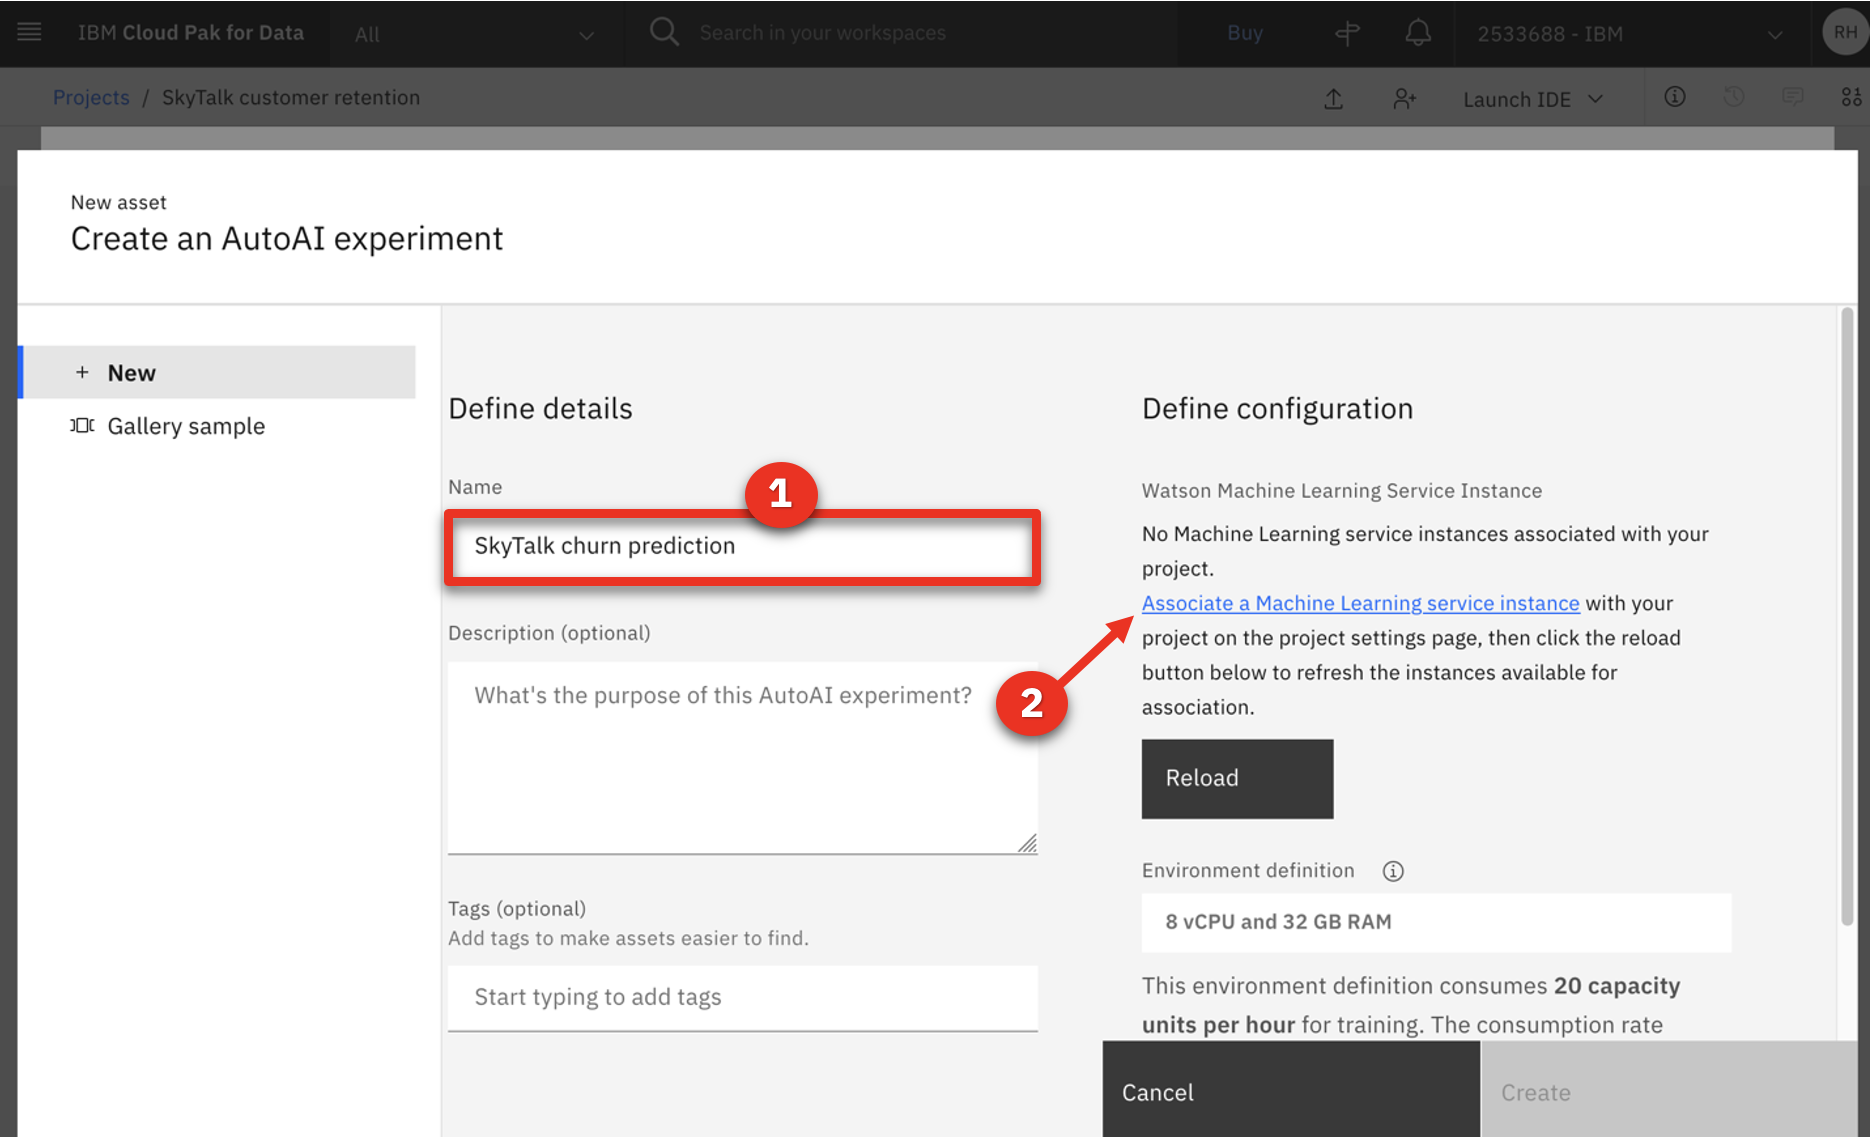 IBM Cloud Pak for Data
All
Search in your workspaces
Buy
2533688 - IBM
RH
Projects / SkyTalk customer retention
Launch IDE
New asset
Create an AutoAI experiment
+ New
Gallery sample
Define details
Name
1
SkyTalk churn prediction
Description (optional)
What's the purpose of this AutoAI experiment?
2
Tags (optional)
Add tags to make assets easier to find.
Start typing to add tags
Define configuration
Watson Machine Learning Service Instance
No Machine Learning service instances associated with your
project.
Associate a Machine Learning service instance with your
project on the project settings page, then click the reload
button below to refresh the instances available for
association.
Reload
Environment definition
8 vCPU and 32 GB RAM
This environment definition consumes 20 capacity
units per hour for training. The consumption rate
Cancel
Create